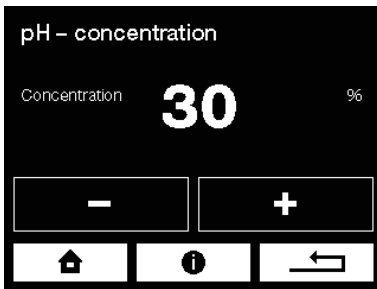 pH – concentration
Concentration 30 %
– +